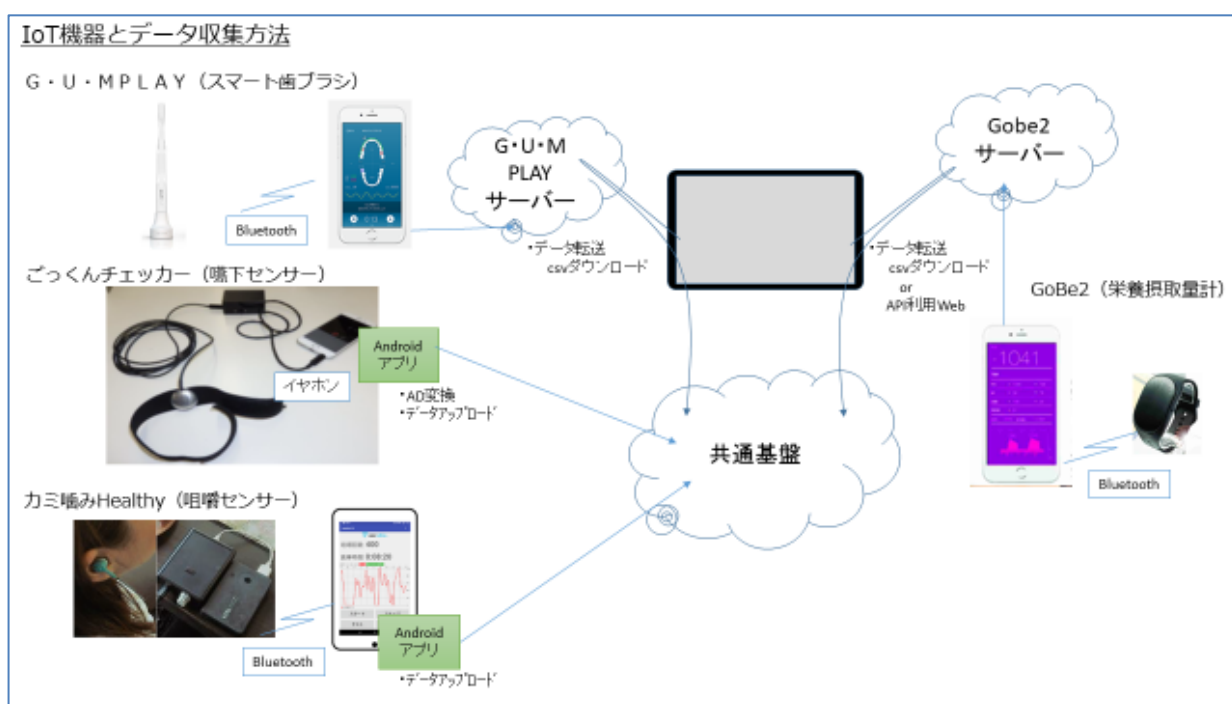 IoT機器とデータ収集方法
G・U・MPLAY（スマート歯ブラシ）
Bluetooth
G・U・M
PLAY
サーバー
・データ転送
csvダウンロード
Gobe2
サーバー
・データ転送
csvダウンロード
or
API利用Web
GoBe2（栄養摂取量計）
1041
Bluetooth
ごっくんチェッカー（嚥下センサー）
イヤホン
Android
アプリ
・AD変換
・データアップロード
共通基盤
カミ噛みHealthy（咀嚼センサー）
Bluetooth
400
0:08:20
Android
アプリ
・データアップロード